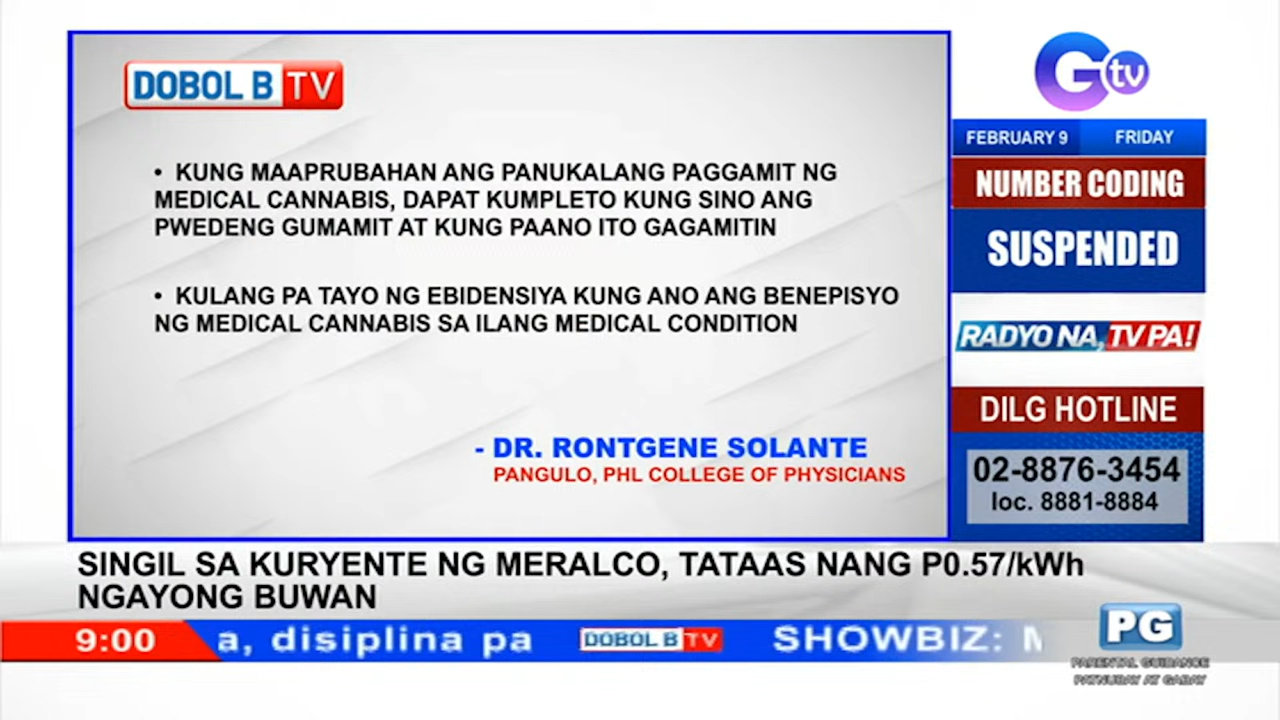 DOBOL B TV
• KUNG MAAPRUBAHAN ANG PANUKALANG PAGGAMIT NG
MEDICAL CANNABIS, DAPAT KUMPLETO KUNG SINO ANG
PWEDENG GUMAMIT AT KUNG PAANO ITO GAGAMITIN
• KULANG PA TAYO NG EBIDENSIYA KUNG ANO ANG BENEPISYO
NG MEDICAL CANNABIS SA ILANG MEDICAL CONDITION
- DR. RONTGENE SOLANTE
PANGULO, PHL COLLEGE OF PHYSICIANS
Gtv
FEBRUARY 9 FRIDAY
NUMBER CODING
SUSPENDED
RADYO NA, TV PA!
DILG HOTLINE
02-8876-3454
loc. 8881-8884
SINGIL SA KURYENTE NG MERALCO, TATAAS NANG P0.57/kWh
NGAYONG BUWAN
9:00 a, disiplina pa DOBOL B TV SHOWBIZ:
PG
PARENTAL GUIDANCE
PATNUBAY AT GABAY